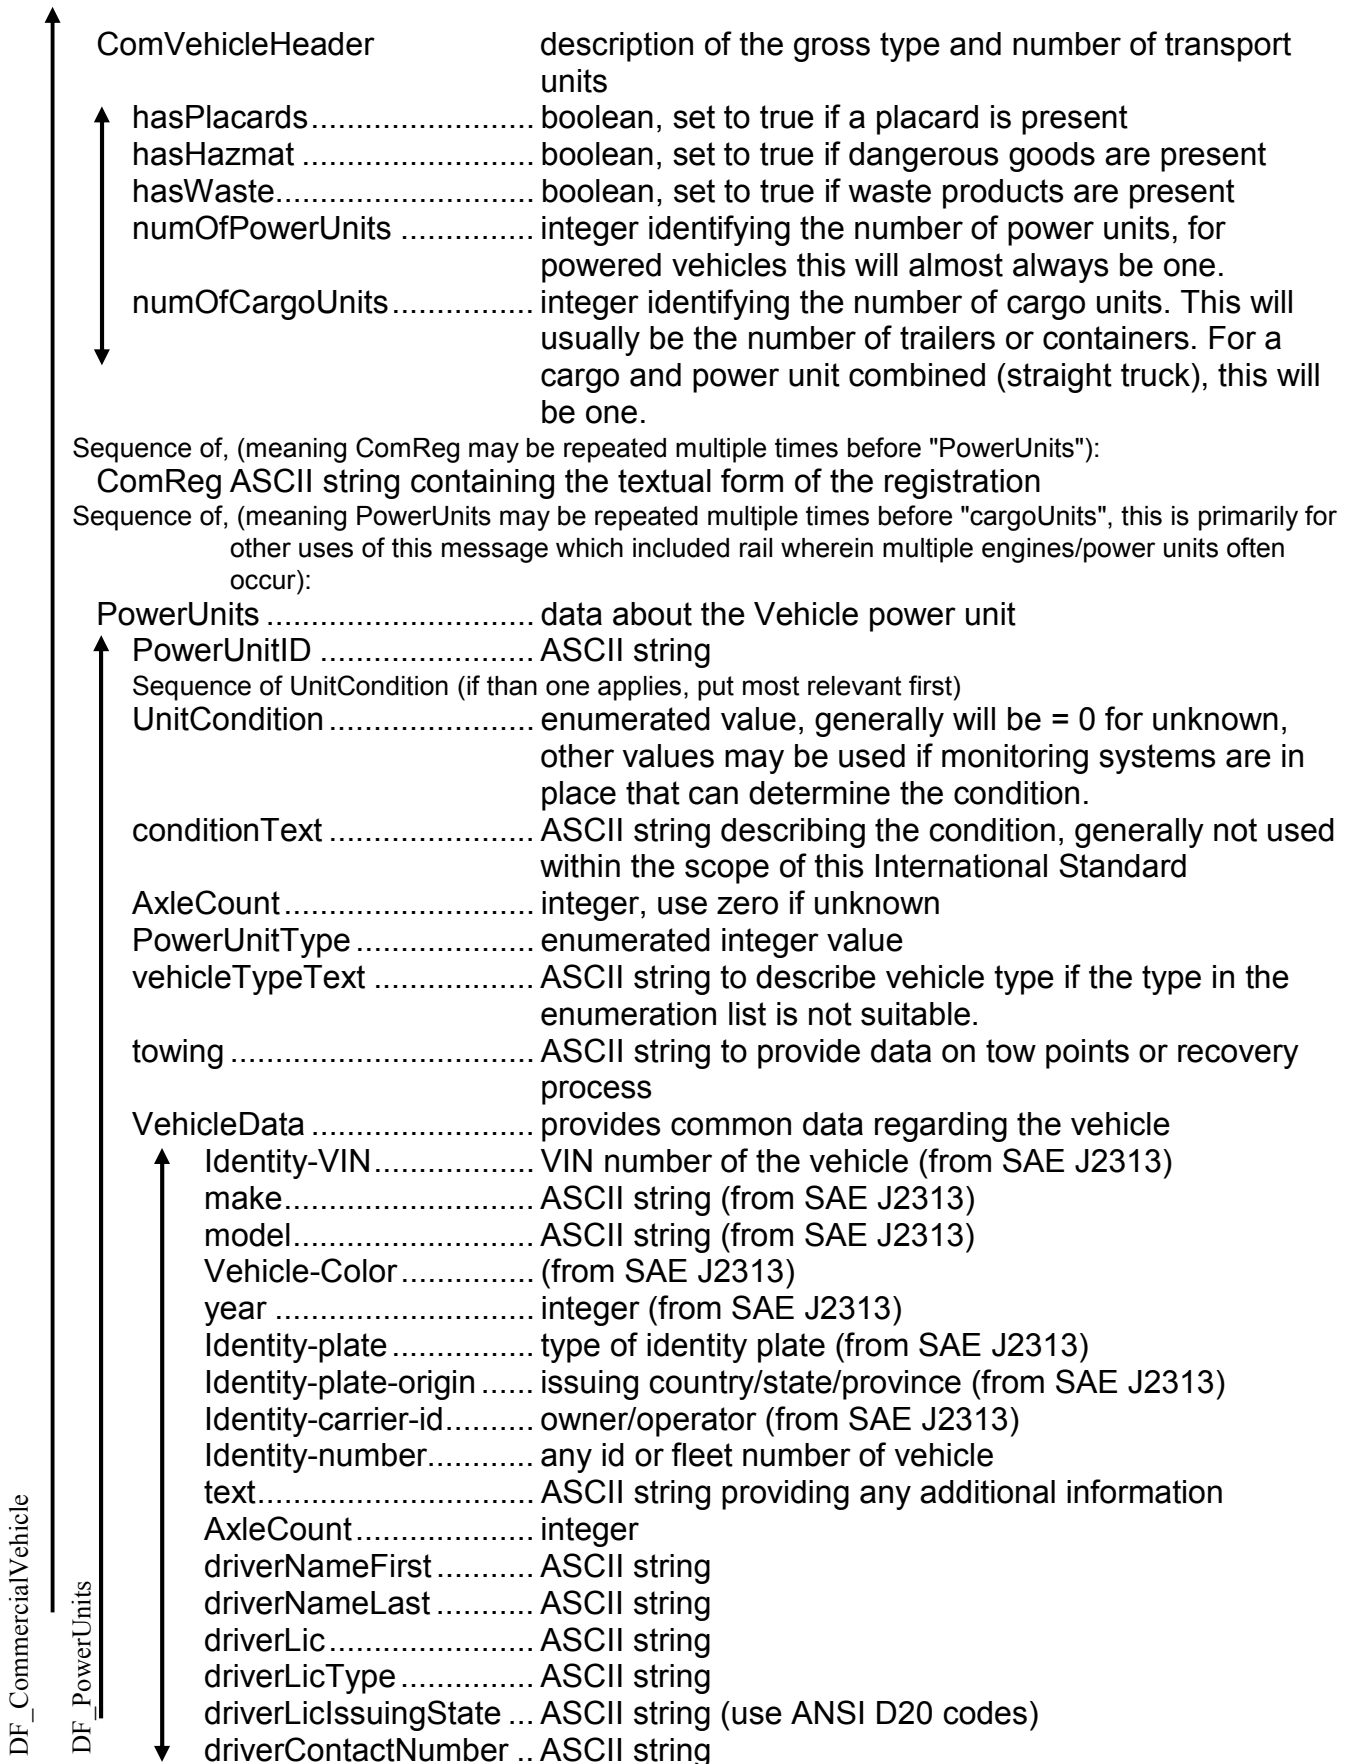 ComVehicleHeader description of the gross type and number of transport
units
hasPlacards............................ boolean, set to true if a placard is present
hasHazmat ............................. boolean, set to true if dangerous goods are present
hasWaste................................ boolean, set to true if waste products are present
numOfPowerUnits ................. integer identifying the number of power units, for
powered vehicles this will almost always be one.
numOfCargoUnits.................. integer identifying the number of cargo units. This will
usually be the number of trailers or containers. For a
cargo and power unit combined (straight truck), this will
be one.
Sequence of, (meaning ComReg may be repeated multiple times before "PowerUnits"):
ComReg ASCII string containing the textual form of the registration
Sequence of, (meaning PowerUnits may be repeated multiple times before "cargoUnits", this is primarily for
other uses of this message which included rail wherein multiple engines/power units often
occur):
PowerUnits .............................. data about the Vehicle power unit
PowerUnitID ........................ ASCII string
Sequence of UnitCondition (if than one applies, put most relevant first)
UnitCondition ....................... enumerated value, generally will be = 0 for unknown,
other values may be used if monitoring systems are in
place that can determine the condition.
conditionText ....................... ASCII string describing the condition, generally not used
within the scope of this International Standard
AxleCount............................ integer, use zero if unknown
PowerUnitType .................... enumerated integer value
vehicleTypeText .................. ASCII string to describe vehicle type if the type in the
enumeration list is not suitable.
towing .................................. ASCII string to provide data on tow points or recovery
process
VehicleData ......................... provides common data regarding the vehicle
Identity-VIN.................. VIN number of the vehicle (from SAE J2313)
make............................ ASCII string (from SAE J2313)
model........................... ASCII string (from SAE J2313)
Vehicle-Color ............... (from SAE J2313)
year ............................. integer (from SAE J2313)
Identity-plate ................ type of identity plate (from SAE J2313)
Identity-plate-origin ...... issuing country/state/province (from SAE J2313)
Identity-carrier-id.......... owner/operator (from SAE J2313)
Identity-number............ any id or fleet number of vehicle
text............................... ASCII string providing any additional information
AxleCount.................... integer
driverNameFirst........... ASCII string
driverNameLast ........... ASCII string
driverLic....................... ASCII string
driverLicType ............... ASCII string
driverLicIssuingState ... ASCII string (use ANSI D20 codes)
driverContactNumber .. ASCII string
DF_CommercialVehicle
DF_PowerUnits